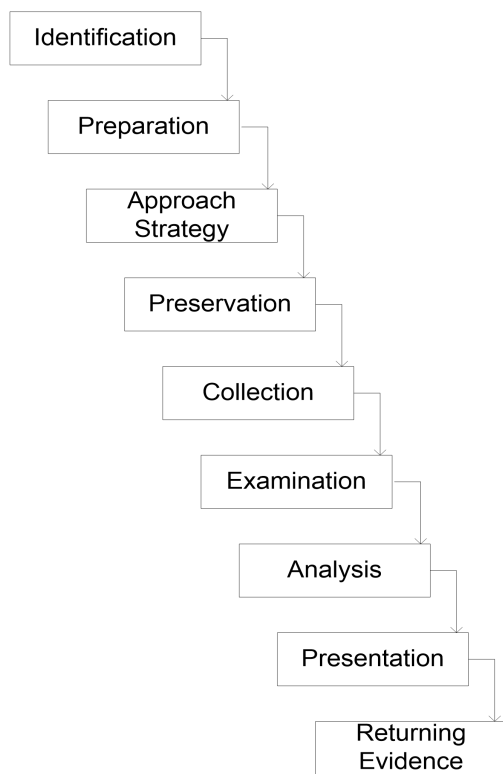 Identification
Preparation
Approach
Strategy
Preservation
Collection
Examination
Analysis
Presentation
Returning
Evidence